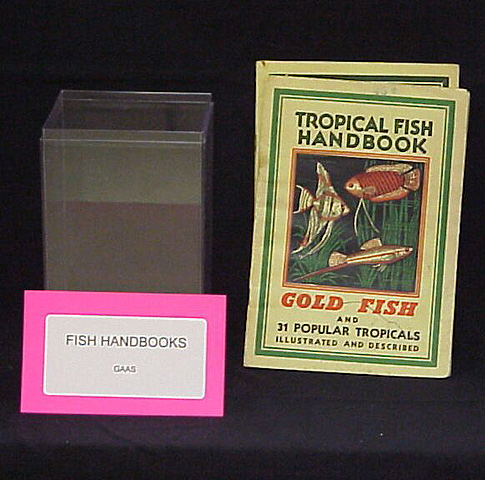 TROPICAL FISH
HANDBOOK
GOLD FISH
AND
31 POPULAR TROPICALS
ILLUSTRATED AND DESCRIBED
FISH HANDBOOKS
GAAS